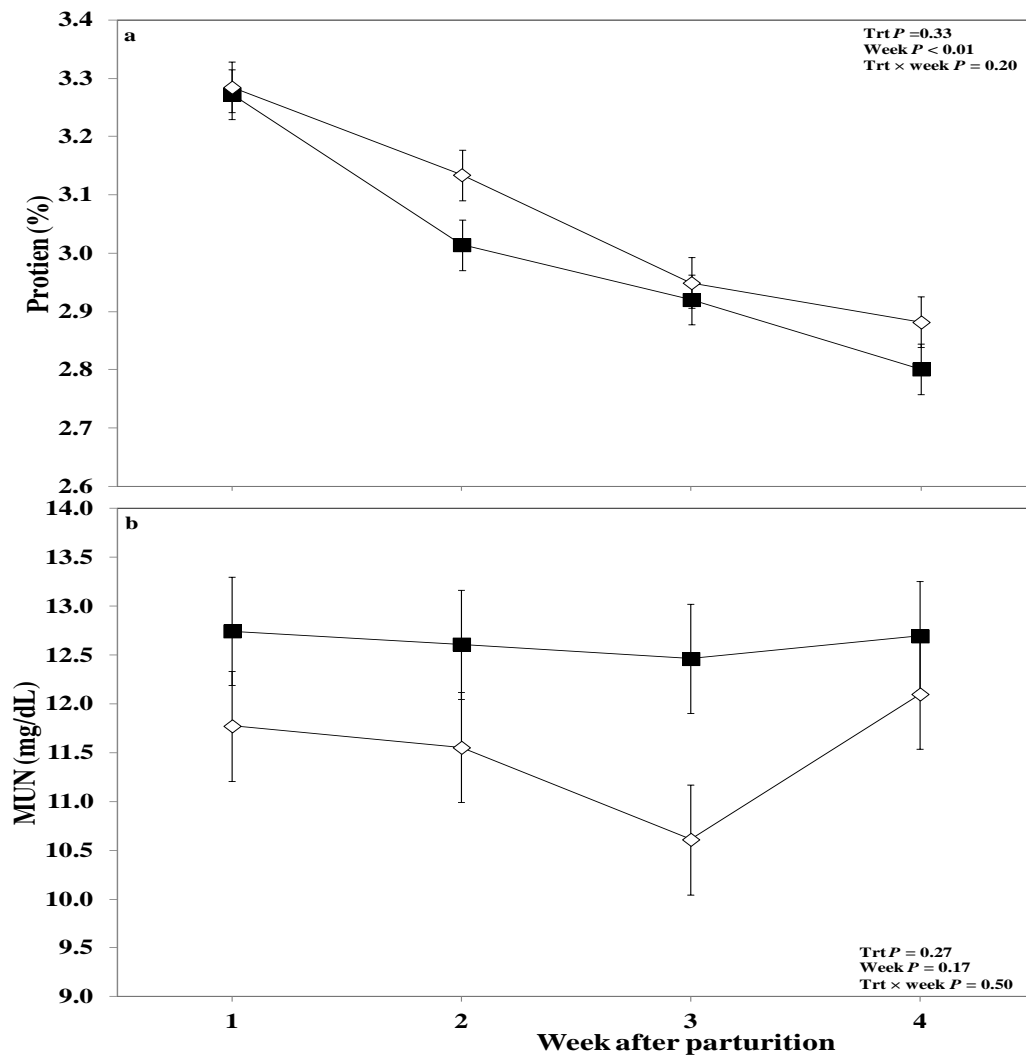 a
Trt P =0.33
Week P < 0.01
Trt × week P = 0.20
3.4
3.3
3.2
3.1
3.0
2.9
2.8
2.7
2.6
Protien (%)
b
14.0
13.5
13.0
12.5
12.0
11.5
11.0
10.5
10.0
9.5
9.0
MUN (mg/dL)
Trt P = 0.27
Week P = 0.17
Trt × week P = 0.50
1 2 3 4
Week after parturition